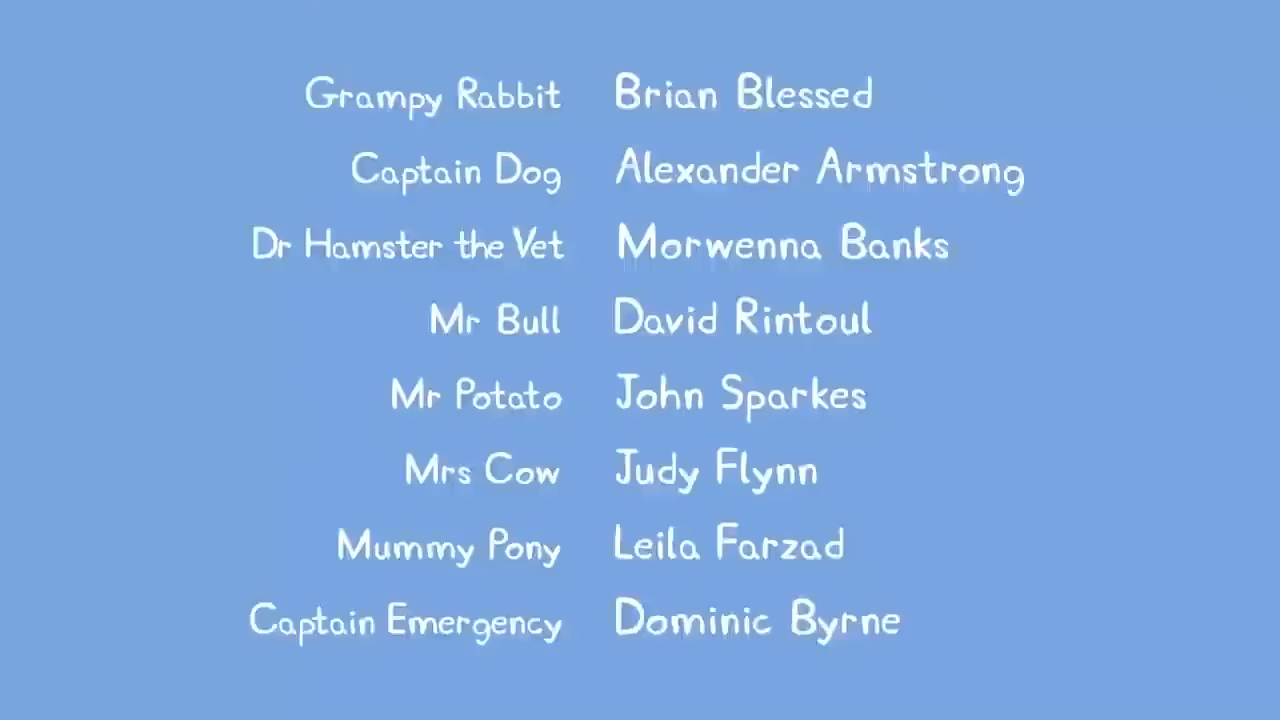 Grampy Rabbit Brian Blessed
Captain Dog Alexander Armstrong
Dr Hamster the Vet Morwenna Banks
Mr Bull David Rintoul
Mr Potato John Sparkes
Mrs Cow Judy Flynn
Mummy Pony Leila Farzad
Captain Emergency Dominic Byrne